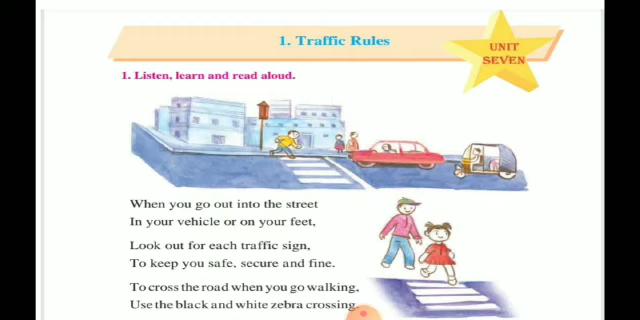 1. Traffic Rules
UNIT
SEVEN
1. Listen, learn and read aloud.
When you go out into the street
In your vehicle or on your feet,
Look out for each traffic sign,
To keep you safe, secure and fine.
To cross the road when you go walking,
Use the black and white zebra crossing.